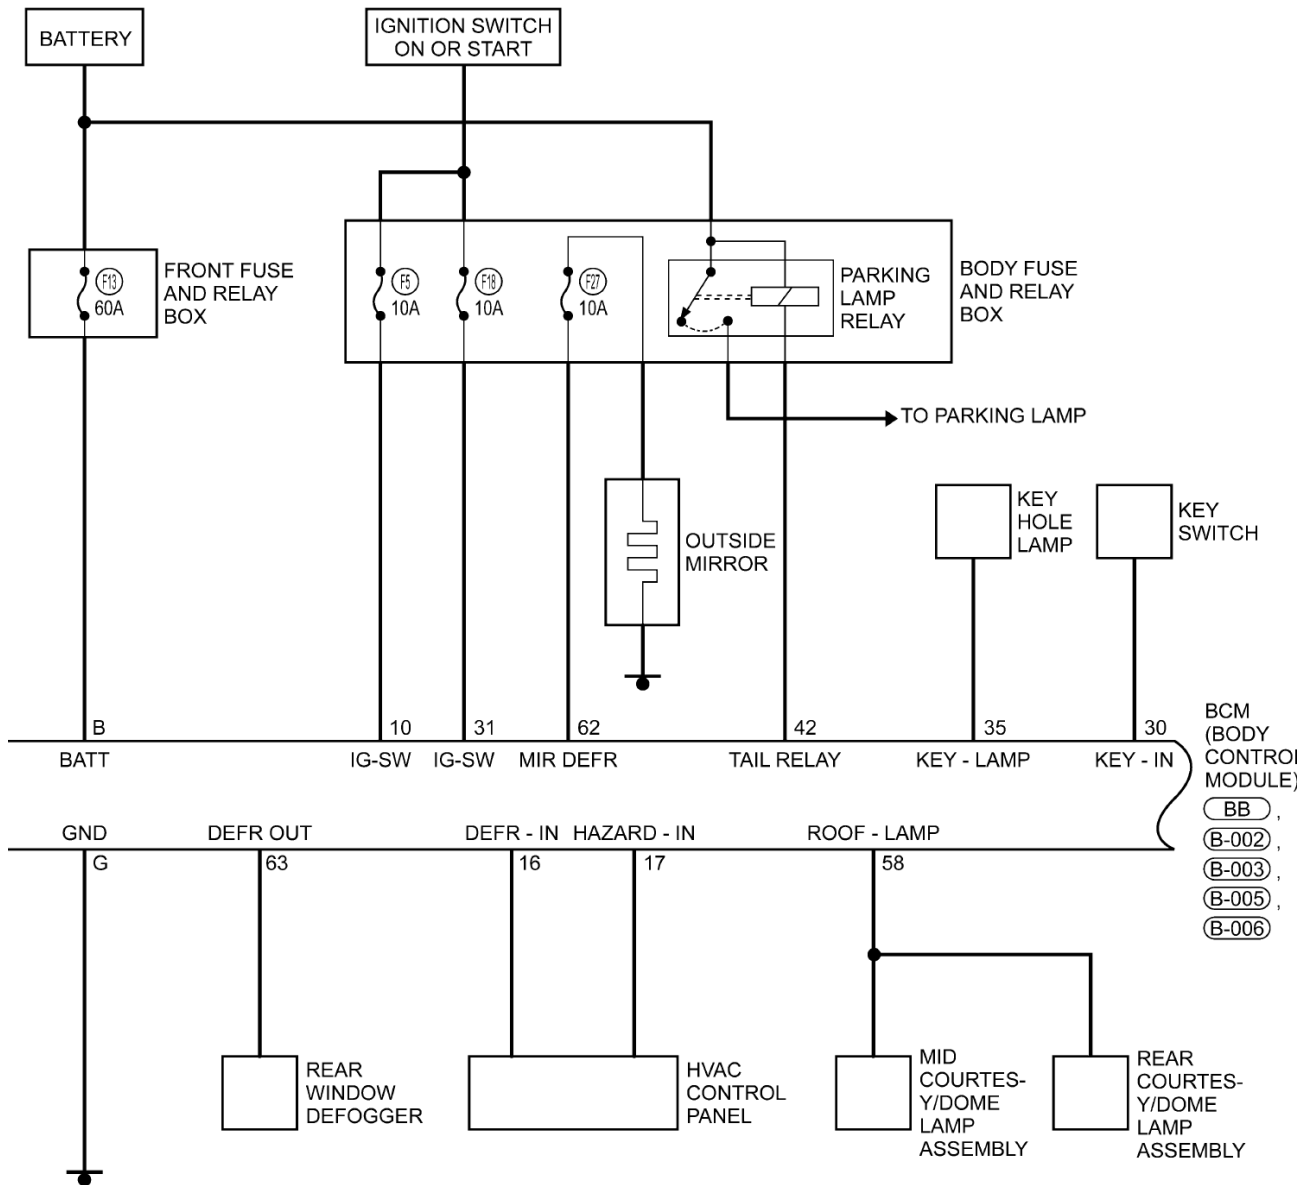 BATTERY
IGNITION SWITCH
ON OR START
F13
60A
FRONT FUSE
AND RELAY
BOX
F5
10A
F18
10A
F27
10A
PARKING
LAMP
RELAY
BODY FUSE
AND RELAY
BOX
TO PARKING LAMP
OUTSIDE
MIRROR
KEY
HOLE
LAMP
KEY
SWITCH
B
10
31
62
42
35
30
BATT
IG-SW
IG-SW
MIR DEFR
TAIL RELAY
KEY - LAMP
KEY - IN
BCM
(BODY
CONTROL
MODULE)
BB ,
B-002 ,
B-003 ,
B-005 ,
B-006
GND
DEFR OUT
DEFR - IN
HAZARD - IN
ROOF - LAMP
G
63
16
17
58
REAR
WINDOW
DEFOGGER
HVAC
CONTROL
PANEL
MID
COURTES-
Y/DOME
LAMP
ASSEMBLY
REAR
COURTES-
Y/DOME
LAMP
ASSEMBLY